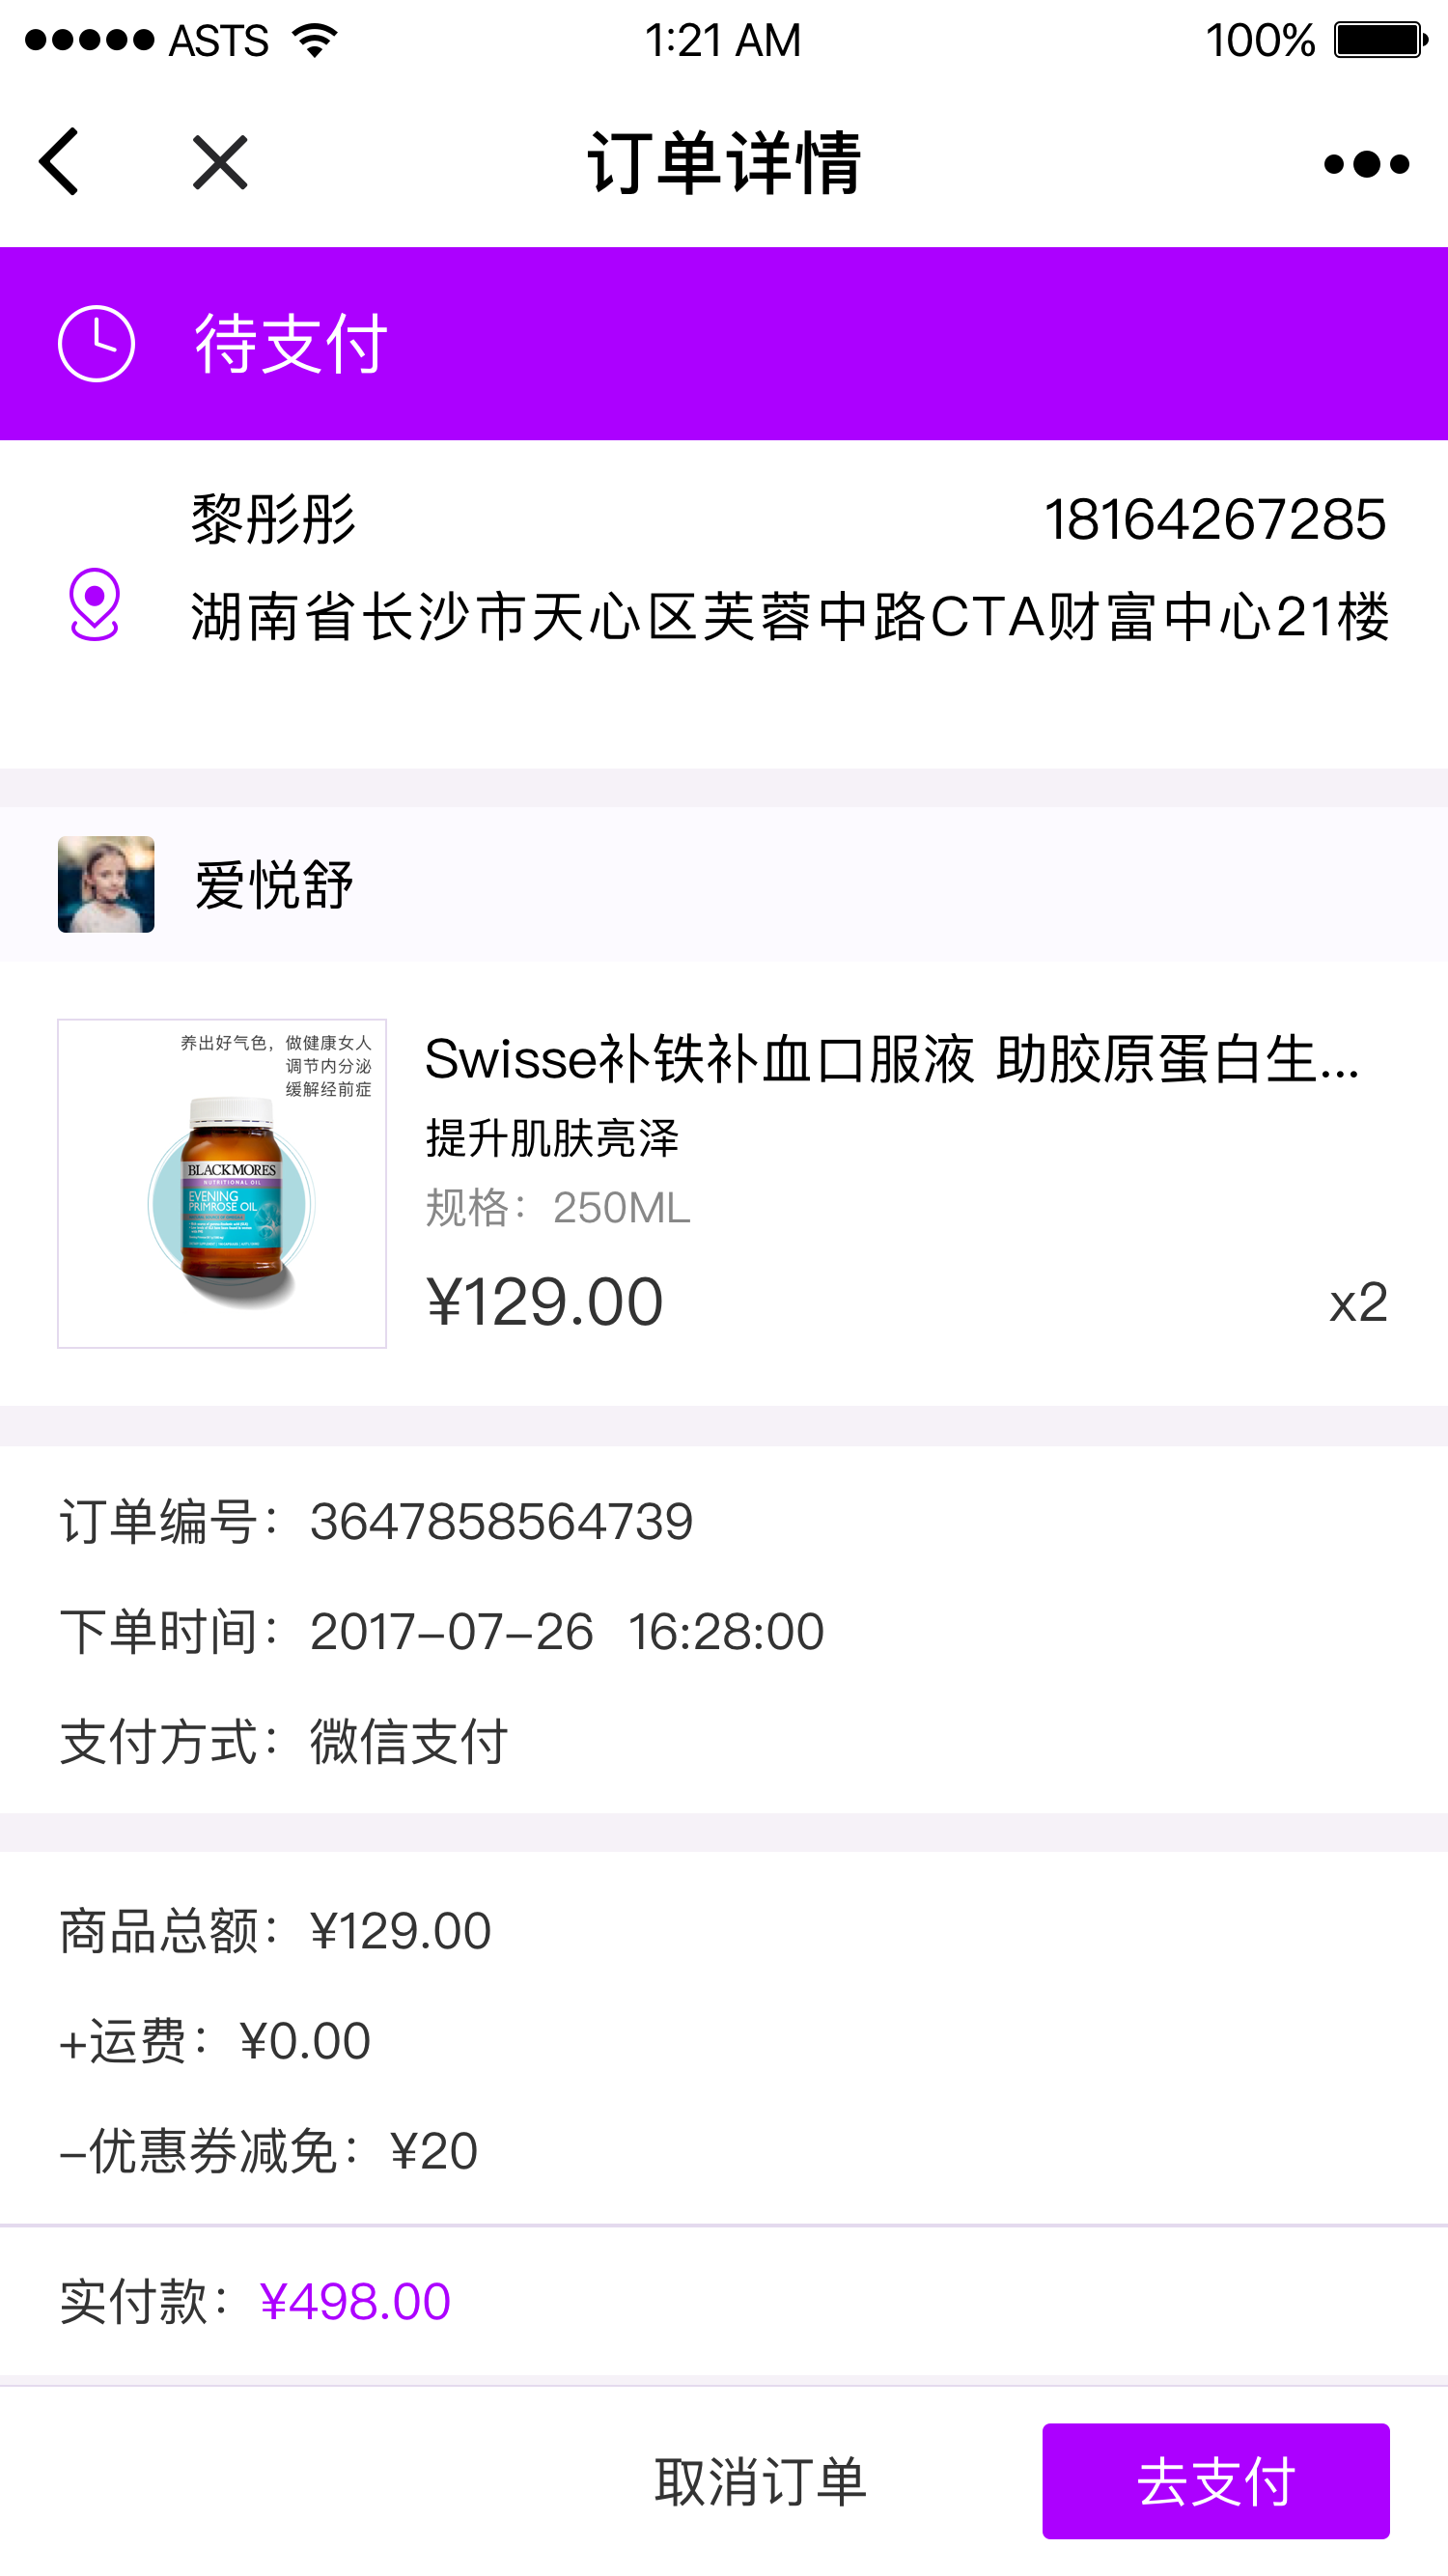 ASTS 1:21 AM 100%
订单详情
待支付
黎彤彤 18164267285
湖南省长沙市天心区芙蓉中路CTA财富中心21楼
爱悦舒
养出好气色，做健康女人
调节内分泌
缓解经前症
BLACKMORES
NUTRITIONAL OIL
EVENING
PRIMROSE OIL
Swisse补铁补血口服液 助胶原蛋白生...
提升肌肤亮泽
规格：250ML
¥129.00 x2
订单编号：3647858564739
下单时间：2017-07-26 16:28:00
支付方式：微信支付
商品总额：¥129.00
+运费：¥0.00
-优惠券减免：¥20
实付款：¥498.00
取消订单 去支付